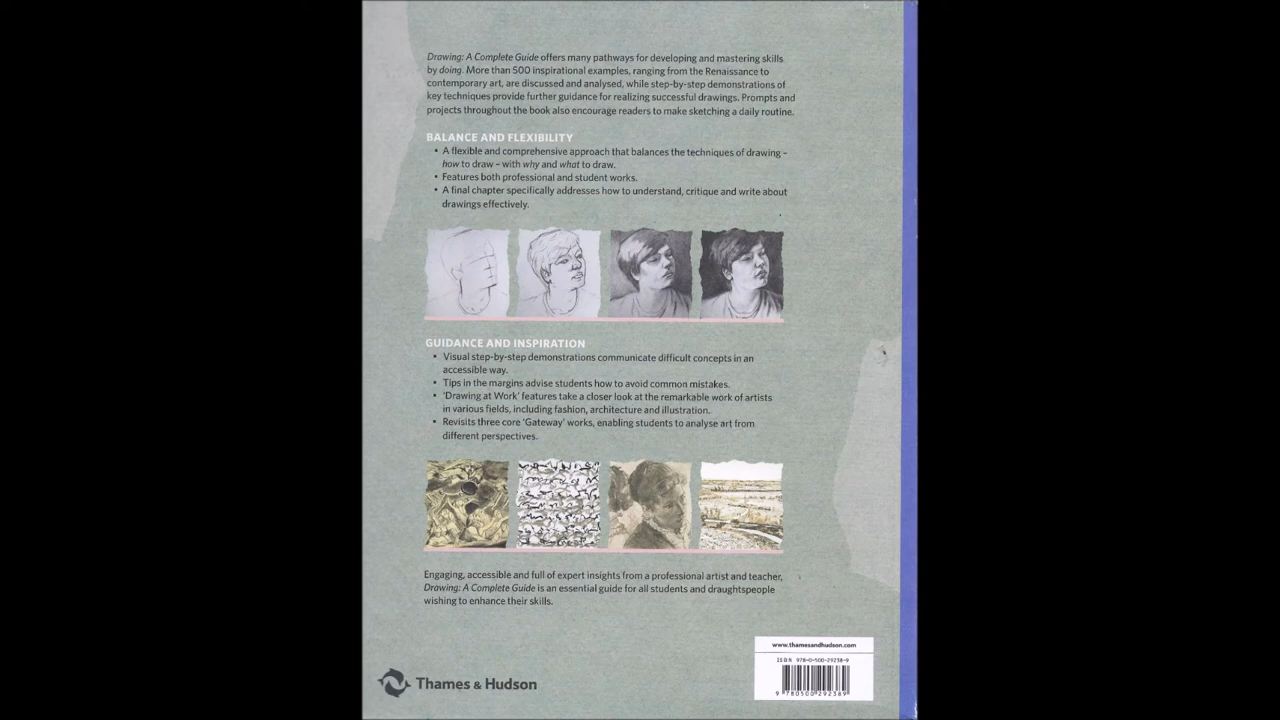 Drawing: A Complete Guide offers many pathways for developing and mastering skills
by doing. More than 500 inspirational examples, ranging from the Renaissance to
contemporary art, are discussed and analysed, while step-by-step demonstrations of
key techniques provide further guidance for realizing successful drawings. Prompts and
projects throughout the book also encourage readers to make sketching a daily routine.
BALANCE AND FLEXIBILITY
• A flexible and comprehensive approach that balances the techniques of drawing –
how to draw – with why and what to draw.
• Features both professional and student works.
• A final chapter specifically addresses how to understand, critique and write about
drawings effectively.
GUIDANCE AND INSPIRATION
• Visual step-by-step demonstrations communicate difficult concepts in an
accessible way.
• Tips in the margins advise students how to avoid common mistakes.
• ‘Drawing at Work’ features take a closer look at the remarkable work of artists
in various fields, including fashion, architecture and illustration.
• Revisits three core ‘Gateway’ works, enabling students to analyse art from
different perspectives.
Engaging, accessible and full of expert insights from a professional artist and teacher,
Drawing: A Complete Guide is an essential guide for all students and draughtspeople
wishing to enhance their skills.
www.thamesandhudson.com
ISBN 978-0-500-29238-9
9 780500 292389
Thames & Hudson